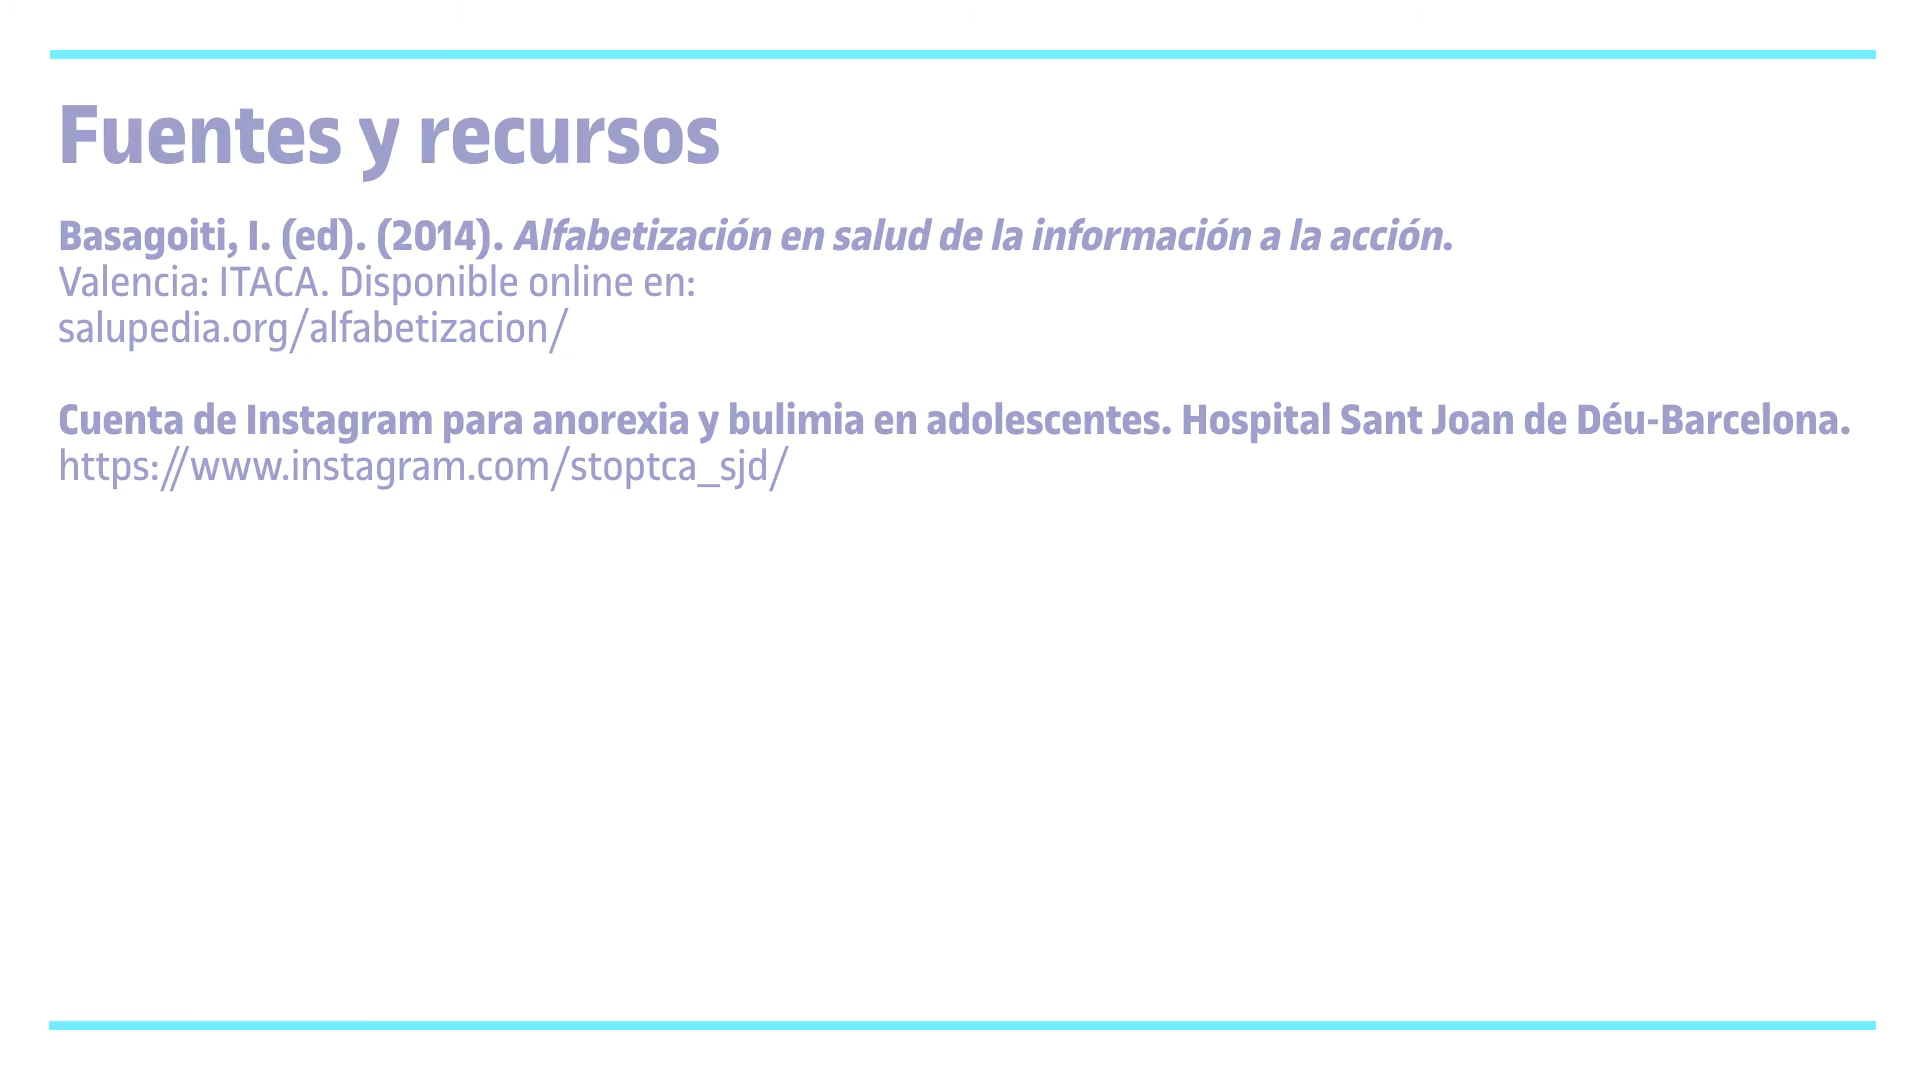 Fuentes y recursos
Basagoiti, I. (ed). (2014). Alfabetización en salud de la información a la acción.
Valencia: ITACA. Disponible online en:
salupedia.org/alfabetizacion/
Cuenta de Instagram para anorexia y bulimia en adolescentes. Hospital Sant Joan de Déu-Barcelona.
https://www.instagram.com/stoptca_sjd/